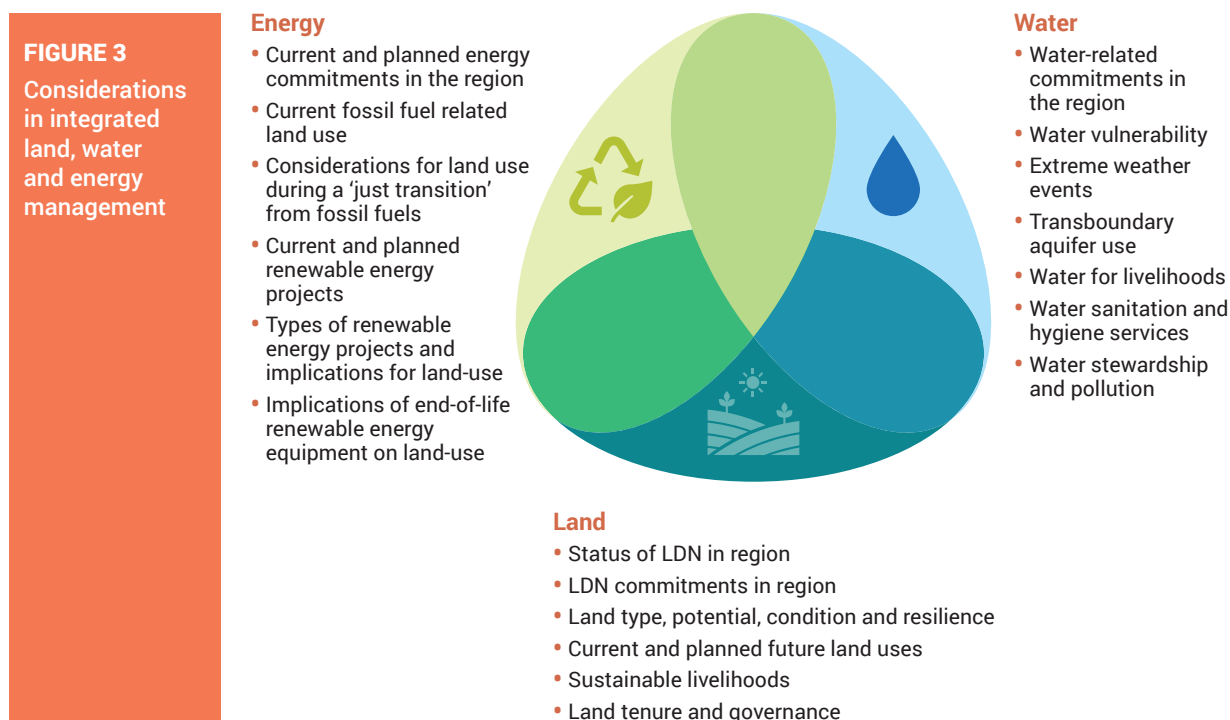 FIGURE 3
Considerations
in integrated
land, water
and energy
management
Energy
• Current and planned energy
commitments in the region
• Current fossil fuel related
land use
• Considerations for land use
during a ‘just transition’
from fossil fuels
• Current and planned
renewable energy
projects
• Types of renewable
energy projects and
implications for land-use
• Implications of end-of-life
renewable energy
equipment on land-use
Water
• Water-related
commitments in
the region
• Water vulnerability
• Extreme weather
events
• Transboundary
aquifer use
• Water for livelihoods
• Water sanitation and
hygiene services
• Water stewardship
and pollution
Land
• Status of LDN in region
• LDN commitments in region
• Land type, potential, condition and resilience
• Current and planned future land uses
• Sustainable livelihoods
• Land tenure and governance